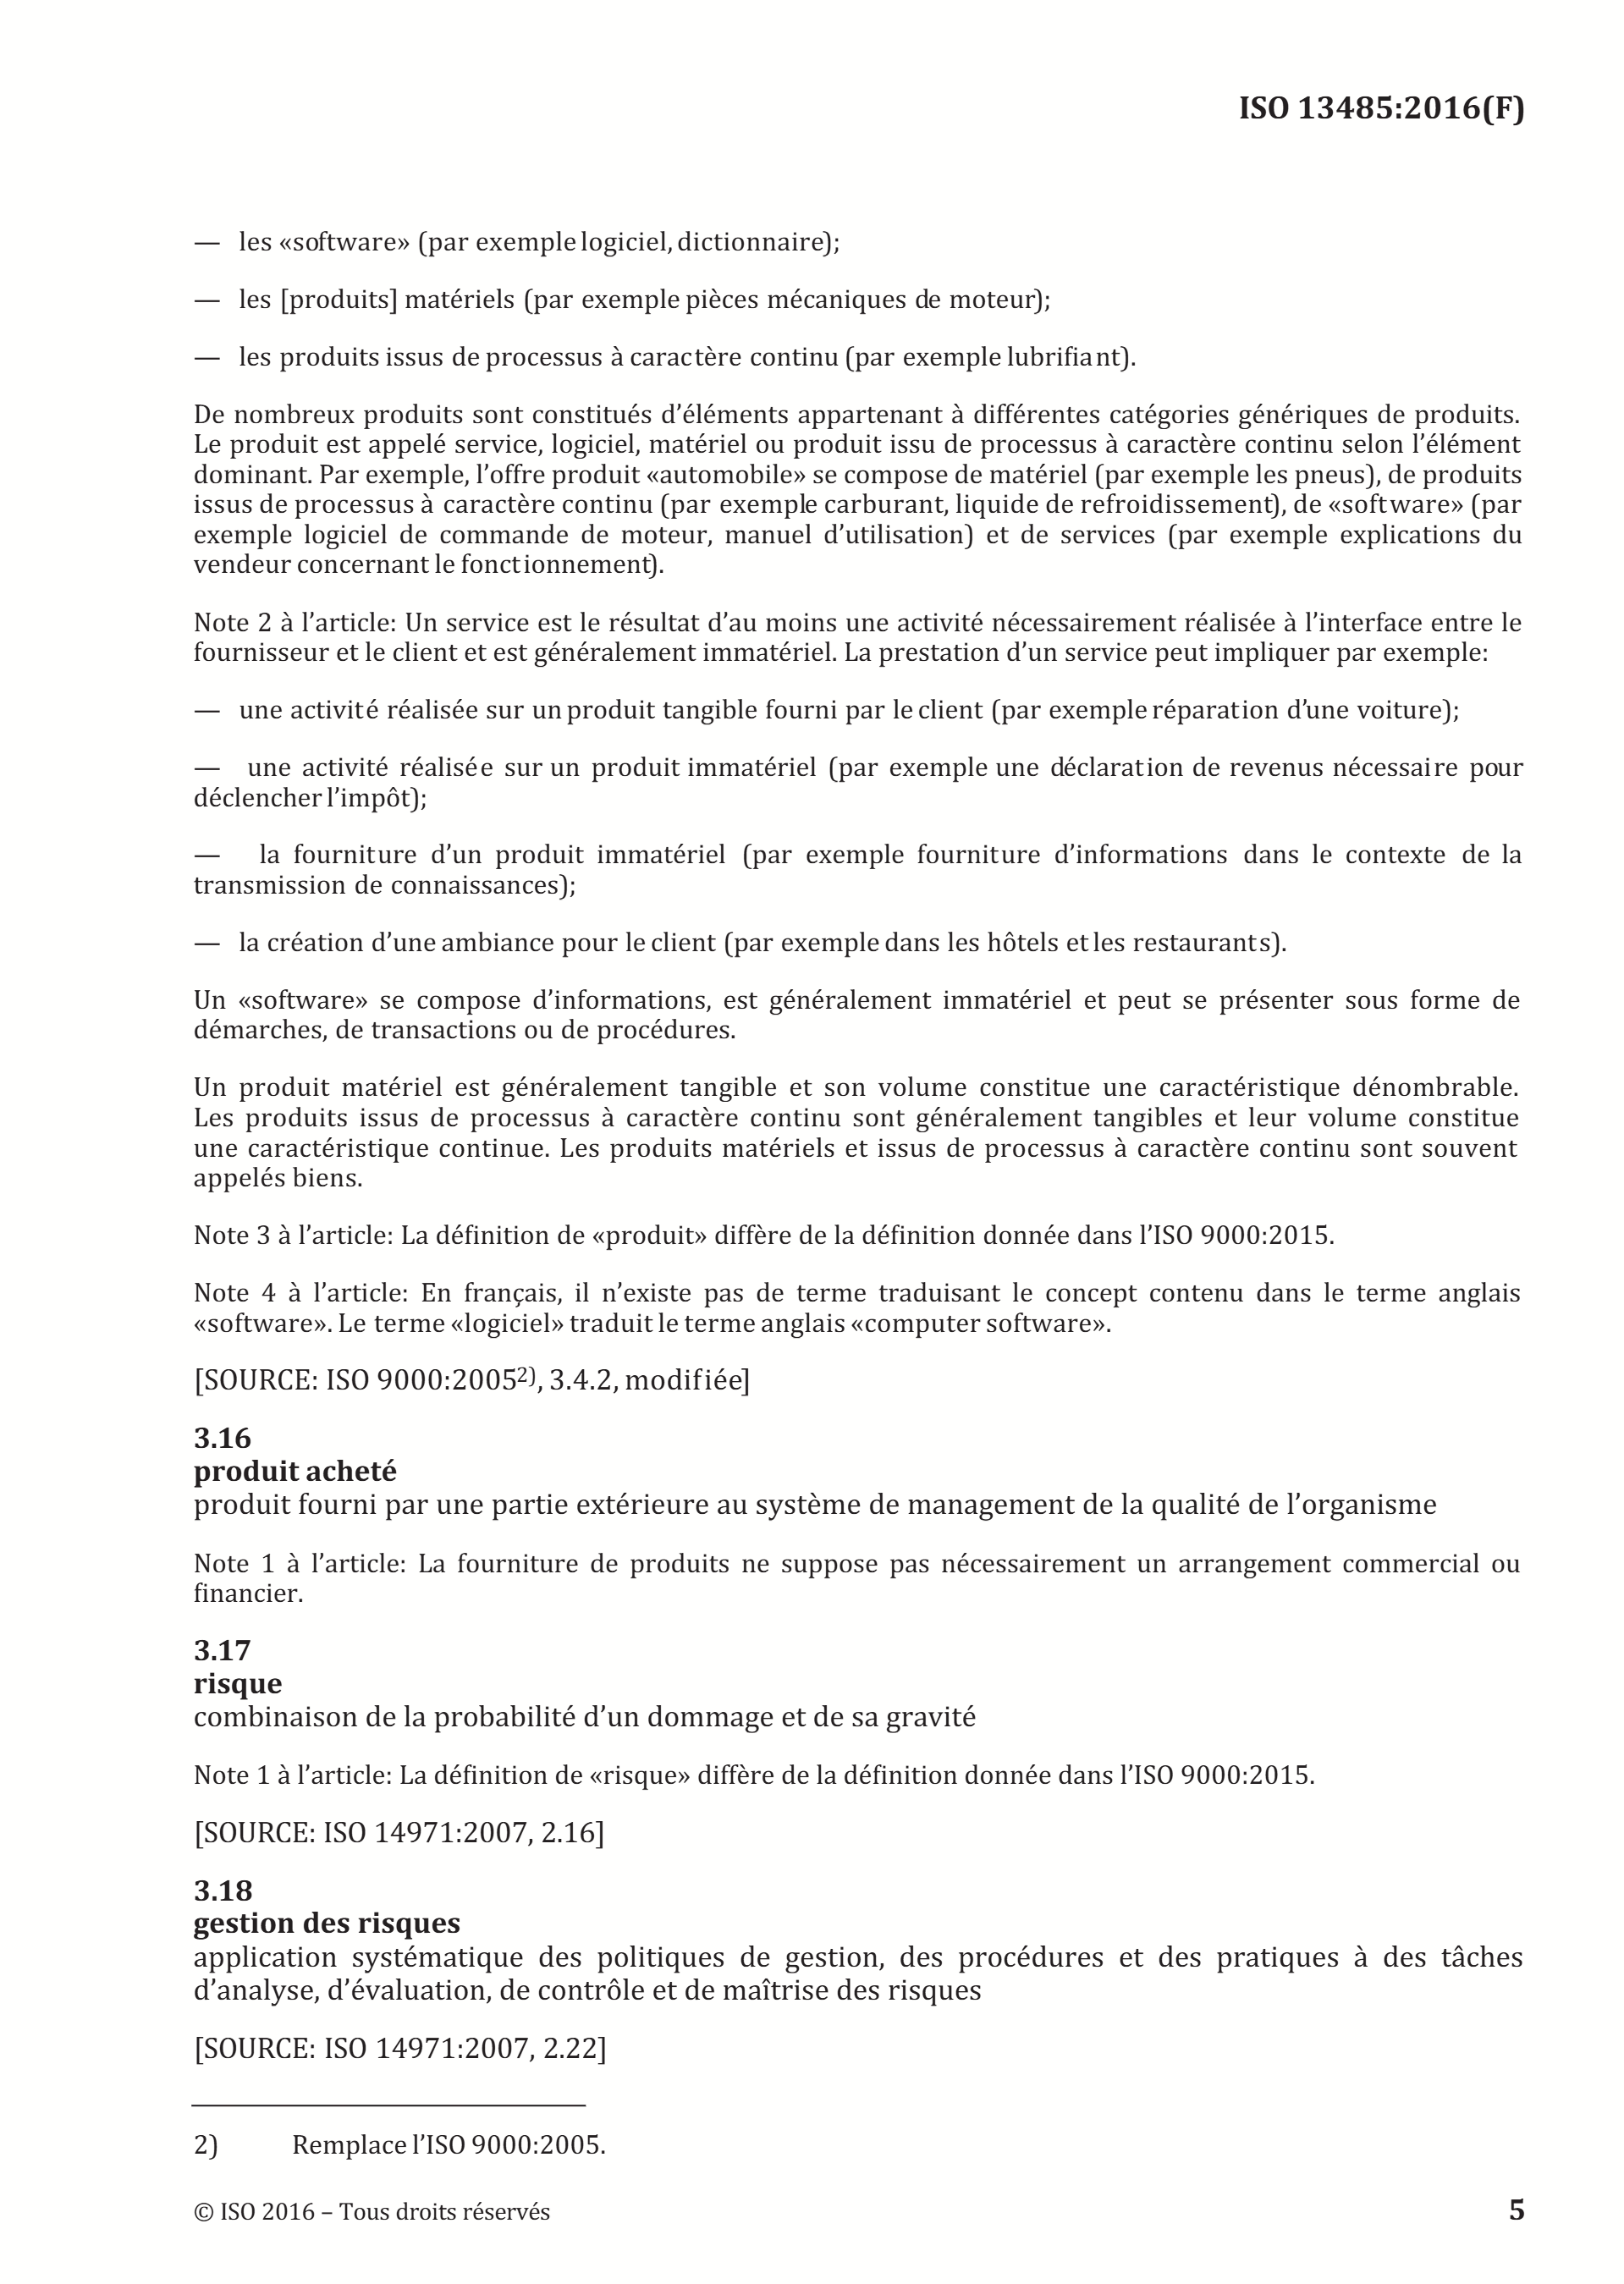 ISO 13485:2016(F)
— les «software» (par exemple logiciel, dictionnaire);
— les [produits] matériels (par exemple pièces mécaniques de moteur);
— les produits issus de processus à caractère continu (par exemple lubrifiant).
De nombreux produits sont constitués d’éléments appartenant à différentes catégories génériques de produits.
Le produit est appelé service, logiciel, matériel ou produit issu de processus à caractère continu selon l’élément
dominant. Par exemple, l’offre produit «automobile» se compose de matériel (par exemple les pneus), de produits
issus de processus à caractère continu (par exemple carburant, liquide de refroidissement), de «software» (par
exemple logiciel de commande de moteur, manuel d’utilisation) et de services (par exemple explications du
vendeur concernant le fonctionnement).
Note 2 à l’article: Un service est le résultat d’au moins une activité nécessairement réalisée à l’interface entre le
fournisseur et le client et est généralement immatériel. La prestation d’un service peut impliquer par exemple:
— une activité réalisée sur un produit tangible fourni par le client (par exemple réparation d’une voiture);
— une activité réalisée sur un produit immatériel (par exemple une déclaration de revenus nécessaire pour
déclencher l’impôt);
— la fourniture d’un produit immatériel (par exemple fourniture d’informations dans le contexte de la
transmission de connaissances);
— la création d’une ambiance pour le client (par exemple dans les hôtels et les restaurants).
Un «software» se compose d’informations, est généralement immatériel et peut se présenter sous forme de
démarches, de transactions ou de procédures.
Un produit matériel est généralement tangible et son volume constitue une caractéristique dénombrable.
Les produits issus de processus à caractère continu sont généralement tangibles et leur volume constitue
une caractéristique continue. Les produits matériels et issus de processus à caractère continu sont souvent
appelés biens.
Note 3 à l’article: La définition de «produit» diffère de la définition donnée dans l’ISO 9000:2015.
Note 4 à l’article: En français, il n’existe pas de terme traduisant le concept contenu dans le terme anglais
«software». Le terme «logiciel» traduit le terme anglais «computer software».
[SOURCE: ISO 9000:2005²⁾, 3.4.2, modifiée]
3.16
produit acheté
produit fourni par une partie extérieure au système de management de la qualité de l’organisme
Note 1 à l’article: La fourniture de produits ne suppose pas nécessairement un arrangement commercial ou
financier.
3.17
risque
combinaison de la probabilité d’un dommage et de sa gravité
Note 1 à l’article: La définition de «risque» diffère de la définition donnée dans l’ISO 9000:2015.
[SOURCE: ISO 14971:2007, 2.16]
3.18
gestion des risques
application systématique des politiques de gestion, des procédures et des pratiques à des tâches
d’analyse, d’évaluation, de contrôle et de maîtrise des risques
[SOURCE: ISO 14971:2007, 2.22]
2) Remplace l’ISO 9000:2005.
© ISO 2016 – Tous droits réservés
5